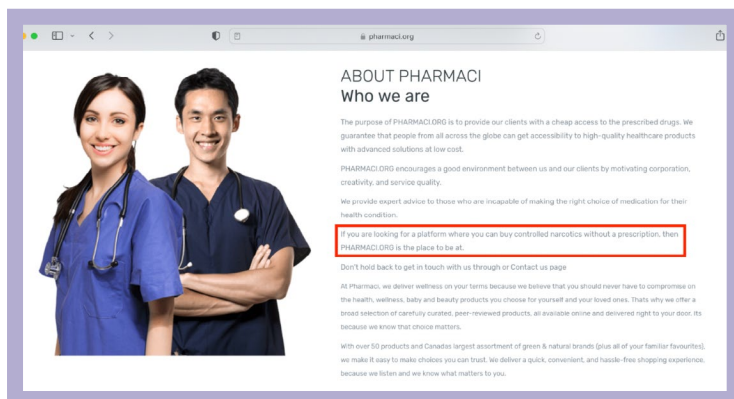 pharmaci.org
ABOUT PHARMACI
Who we are
The purpose of PHARMACI.ORG is to provide our clients with a cheap access to the prescribed drugs. We
guarantee that people from all across the globe can get accessibility to high-quality healthcare products
with advanced solutions at low cost.
PHARMACI.ORG encourages a good environment between us and our clients by motivating corporation,
creativity, and service quality.
We provide expert advice to those who are incapable of making the right choice of medication for their
health condition.
If you are looking for a platform where you can buy controlled narcotics without a prescription, then
PHARMACI.ORG is the place to be at.
Don't hold back to get in touch with us through or Contact us page
At Pharmaci, we deliver wellness on your terms because we believe that you should never have to compromise on
the health, wellness, baby and beauty products you choose for yourself and your loved ones. Thats why we offer a
broad selection of carefully curated, peer-reviewed products, all available online and delivered right to your door, its
because we know that choice matters.
With over 50 products and Canadas largest assortment of green & natural brands (plus all of your familiar favourites),
we make it easy to make choices you can trust. We deliver a quick, convenient, and hassle-free shopping experience,
because we listen and we know what matters to you.